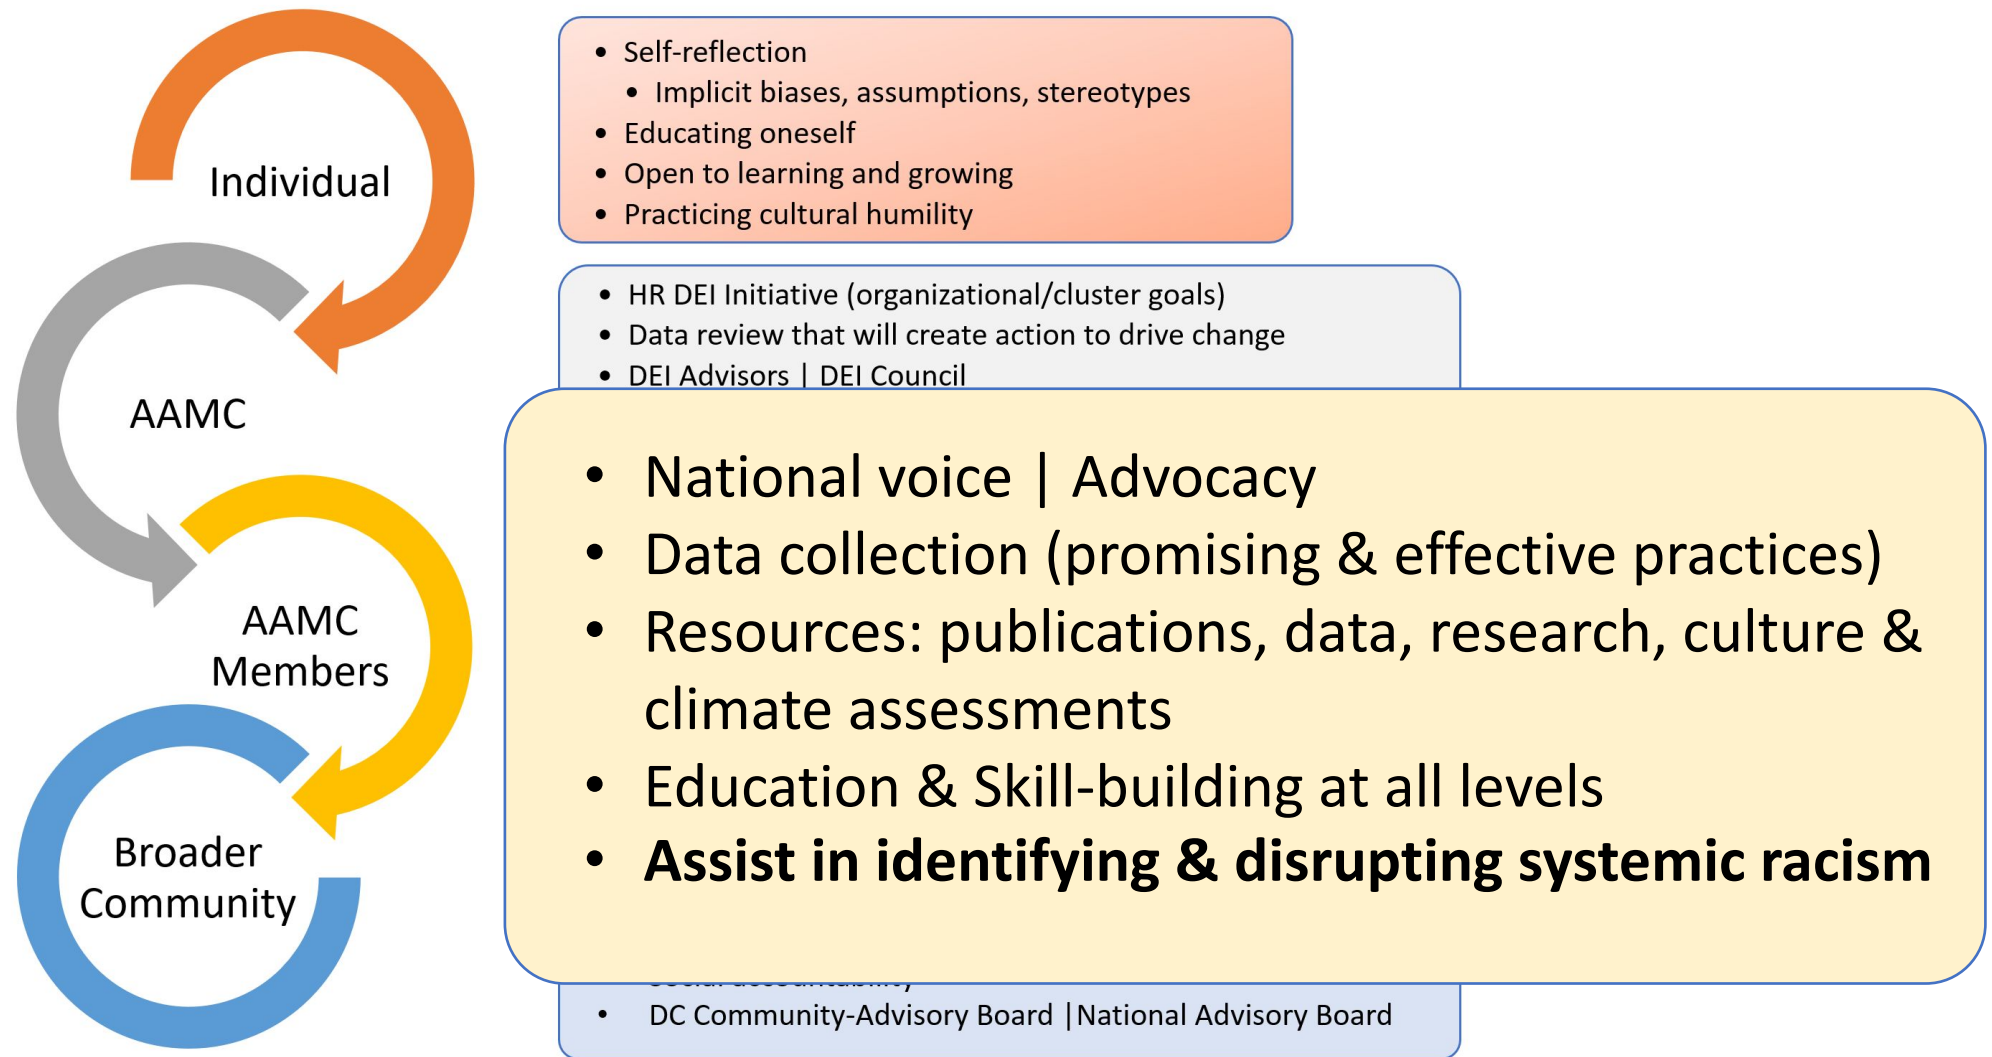 Individual
• Self-reflection
• Implicit biases, assumptions, stereotypes
• Educating oneself
• Open to learning and growing
• Practicing cultural humility
AAMC
• HR DEI Initiative (organizational/cluster goals)
• Data review that will create action to drive change
• DEI Advisors | DEI Council
AAMC
Members
• National voice | Advocacy
• Data collection (promising & effective practices)
• Resources: publications, data, research, culture &
climate assessments
• Education & Skill-building at all levels
• Assist in identifying & disrupting systemic racism
Broader
Community
• DC Community-Advisory Board |National Advisory Board